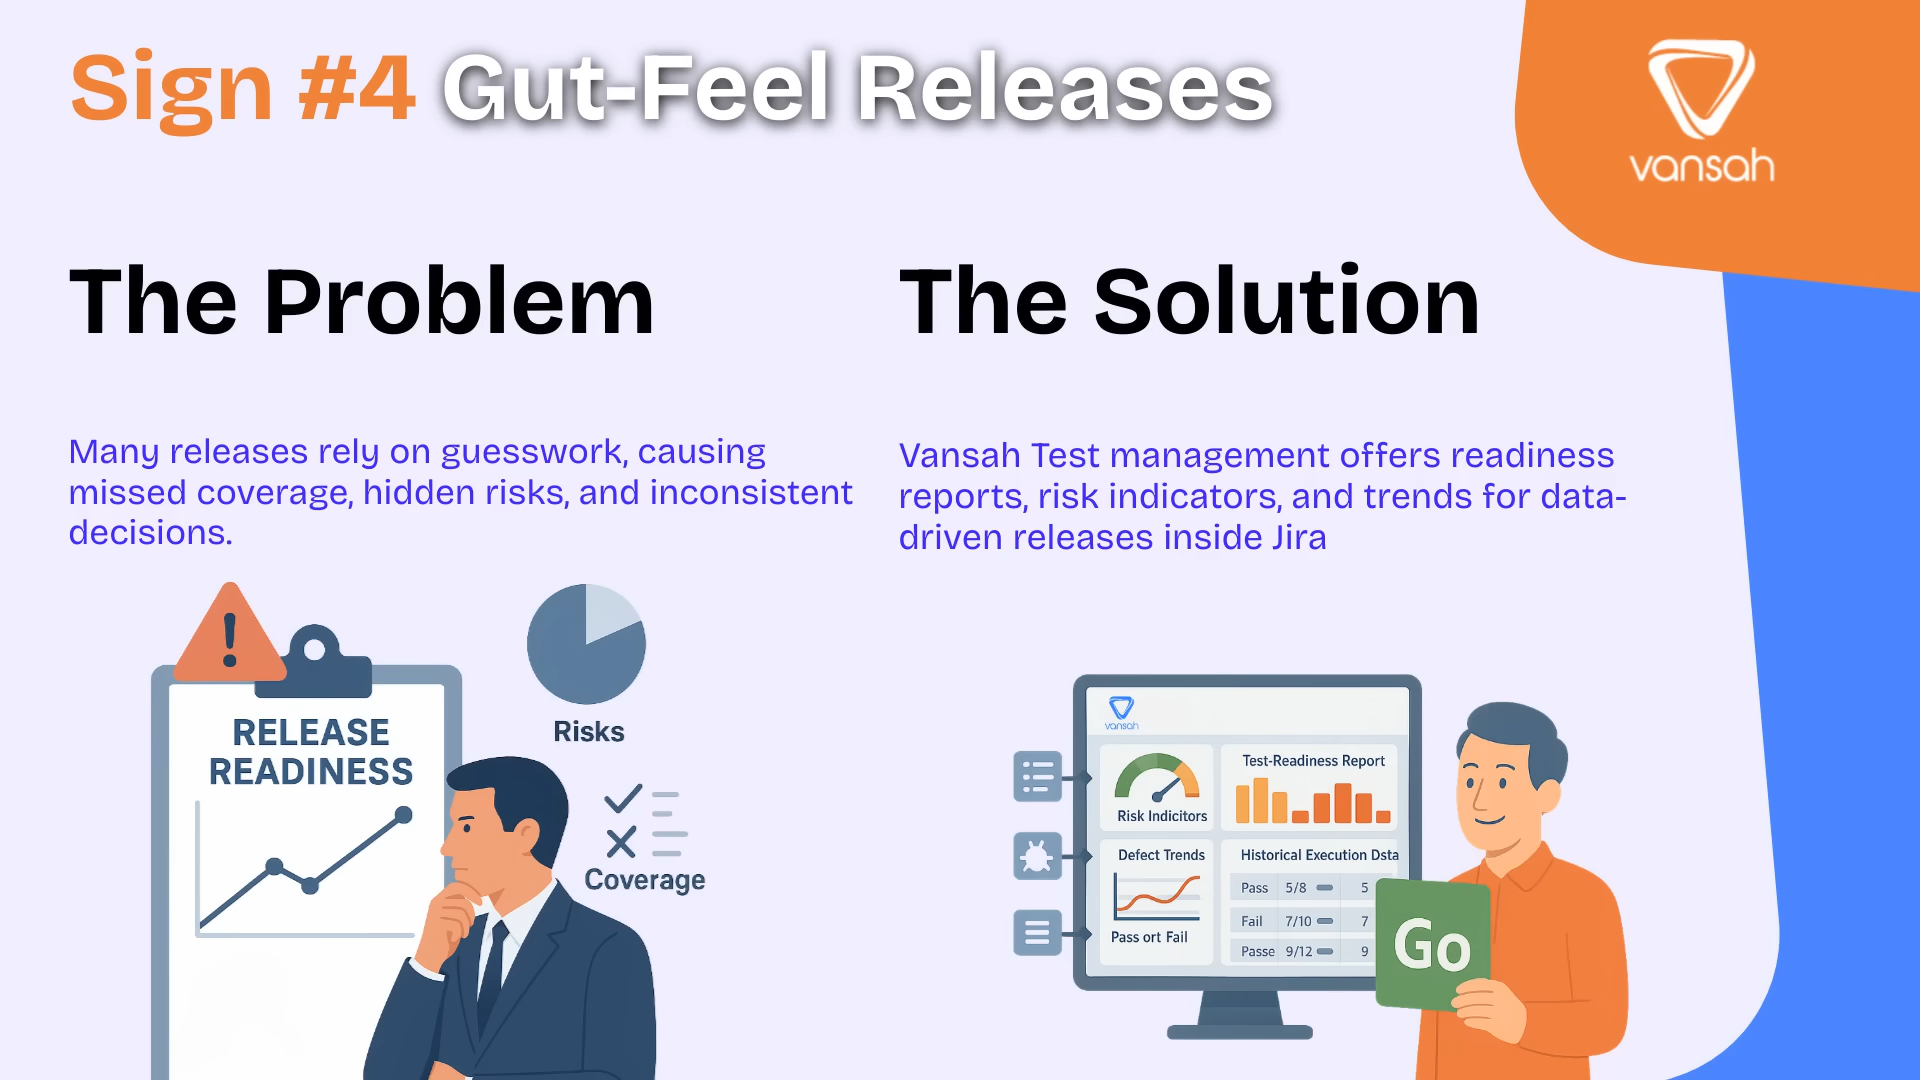 Sign #4 Gut-Feel Releases
vansah
The Problem
Many releases rely on guesswork, causing
missed coverage, hidden risks, and inconsistent
decisions.
RELEASE
READINESS
Risks
Coverage
The Solution
Vansah Test management offers readiness
reports, risk indicators, and trends for data-
driven releases inside Jira
vansah
Risk Indicitors
Test-Readiness Report
Defect Trends
Pass ort Fail
Historical Execution Dsta
Pass 5/8 5
Fail 7/10 7
Passe 9/12 9
Go